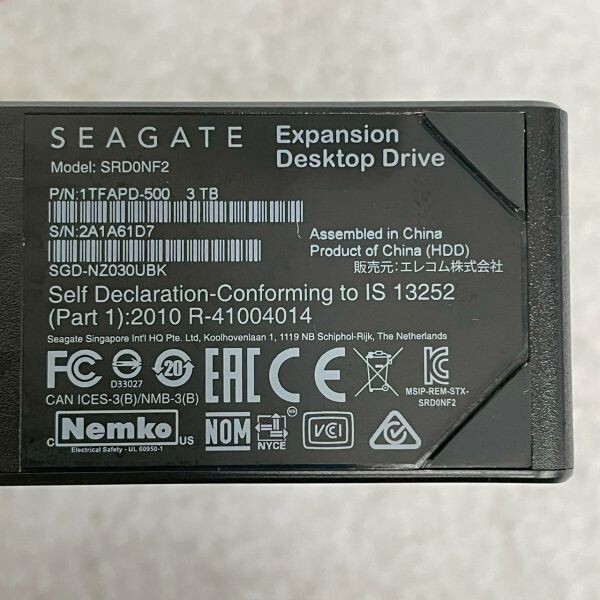 SEAGATE
Expansion
Desktop Drive
Model: SRD0NF2
P/N:1TFAPD-500 3 TB
S/N:2A1A61D7
SGD-NZ030UBK
Assembled in China
Product of China (HDD)
販売元:エレコム株式会社
Self Declaration-Conforming to IS 13252
(Part 1):2010 R-41004014
Seagate Singapore Int'l HQ Pte. Ltd, Koolhovenlaan 1, 1119 NB Schiphol-Rijk, The Netherlands
FC
D33027
20
EAC
CE
MSIP-REM-STX-
SRD0NF2
CAN ICES-3(B)/NMB-3(B)
C Nemko US
Electrical Safety - UL 60950-1
NOM
NYCE
US
VCI